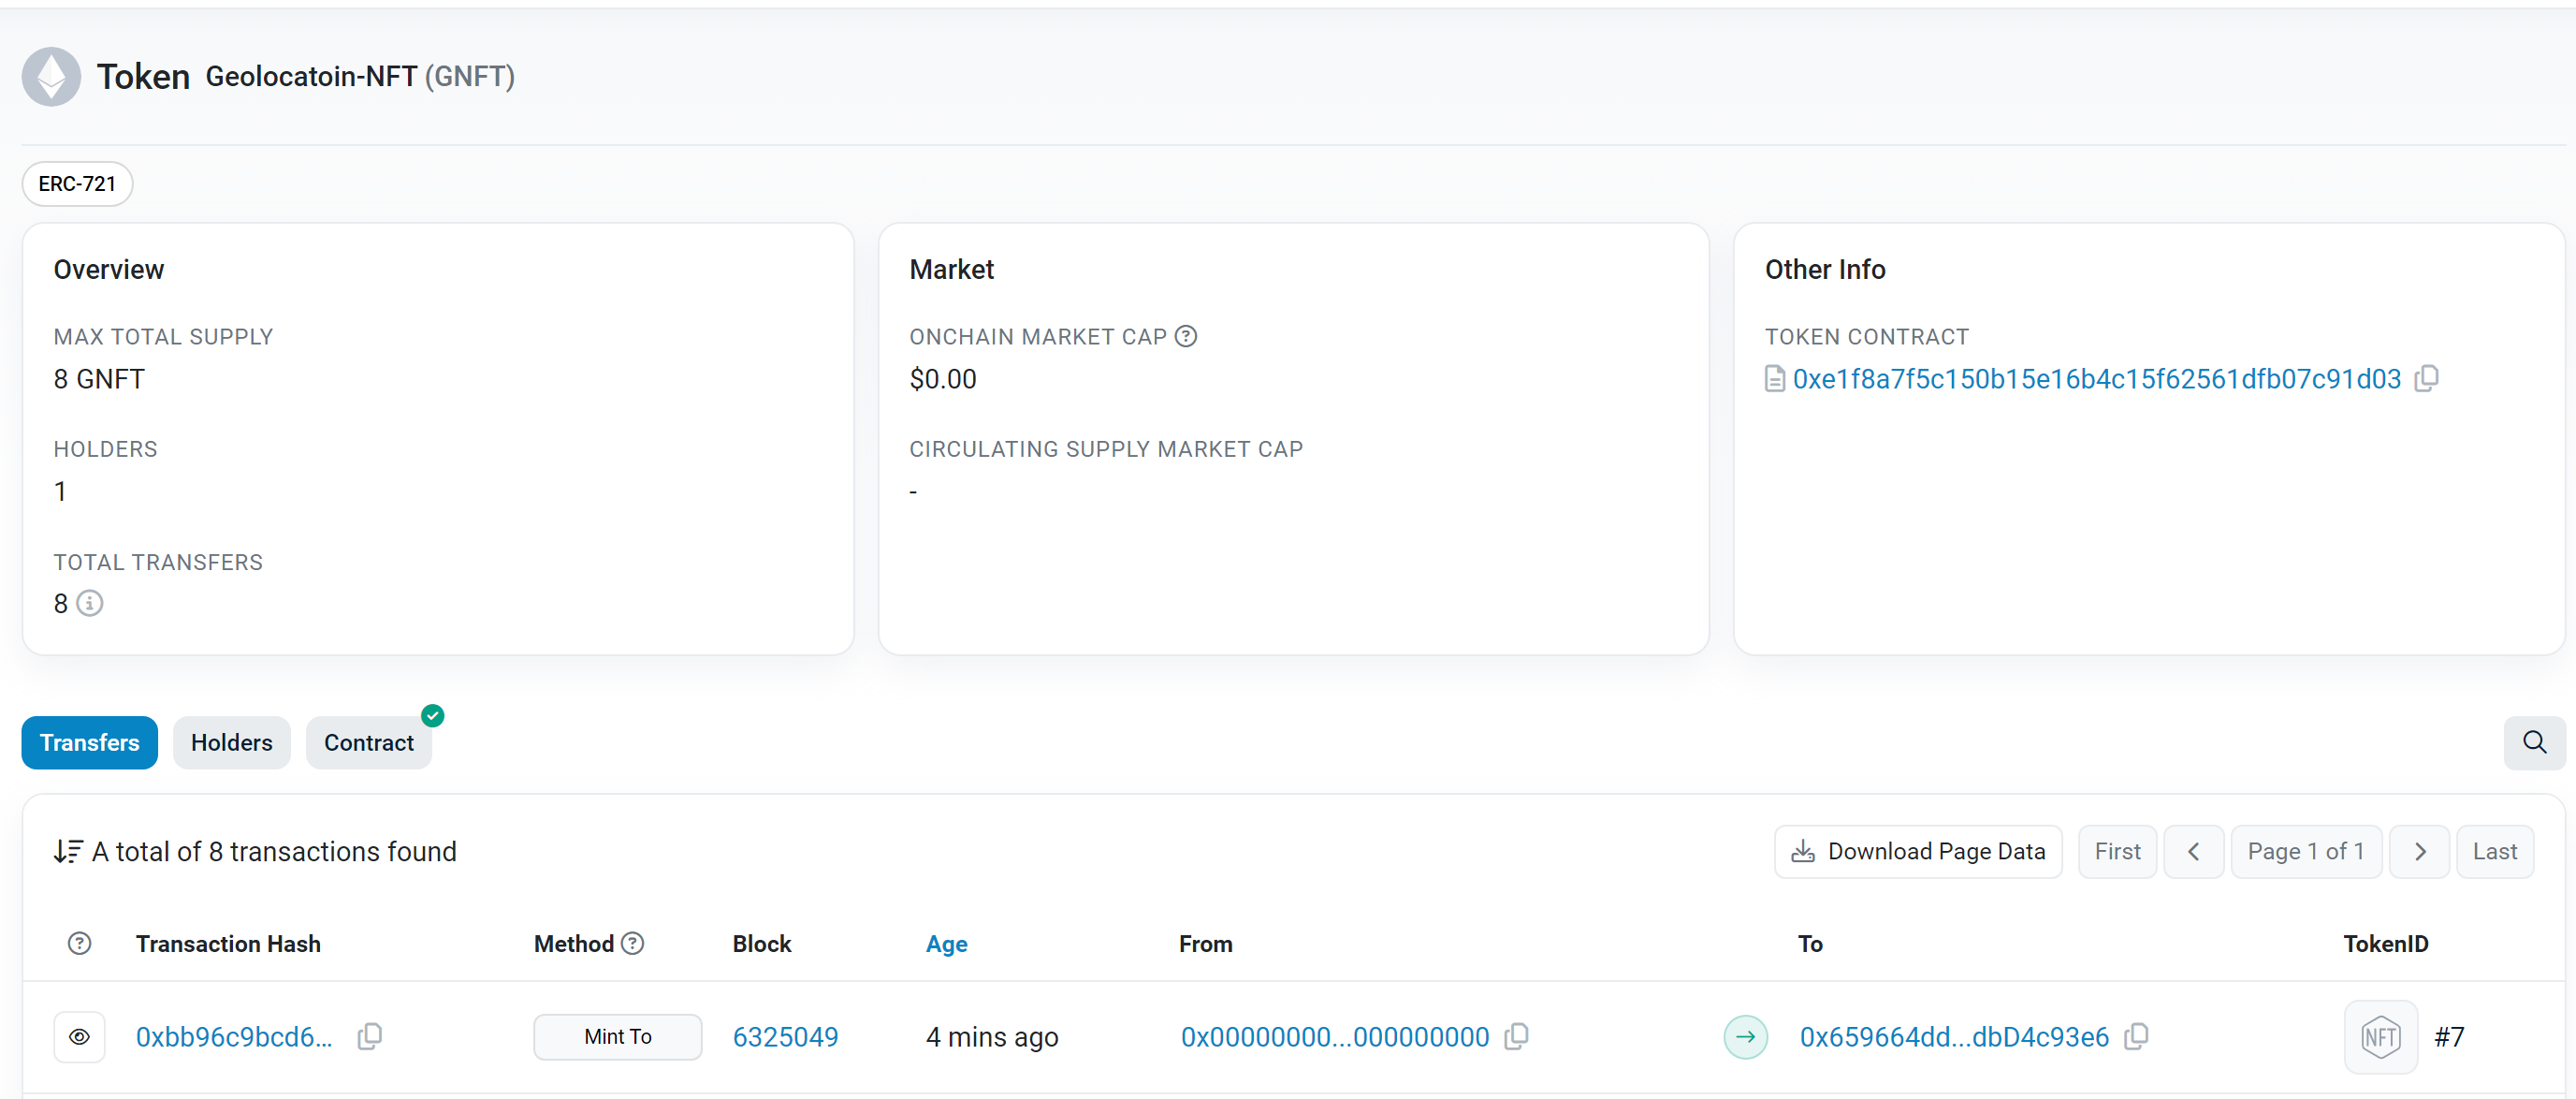 Token Geolocatoin-NFT (GNFT)
ERC-721
Overview
MAX TOTAL SUPPLY
8 GNFT
HOLDERS
1
TOTAL TRANSFERS
8
Market
ONCHAIN MARKET CAP
$0.00
CIRCULATING SUPPLY MARKET CAP
-
Other Info
TOKEN CONTRACT
0xe1f8a7f5c150b15e16b4c15f62561dfb07c91d03
Transfers Holders Contract
A total of 8 transactions found
Download Page Data First Page 1 of 1 Last
Transaction Hash Method Block Age From To TokenID
0xbb96c9bcd6... Mint To 6325049 4 mins ago 0x00000000...000000000 0x659664dd...dbD4c93e6 NFT #7